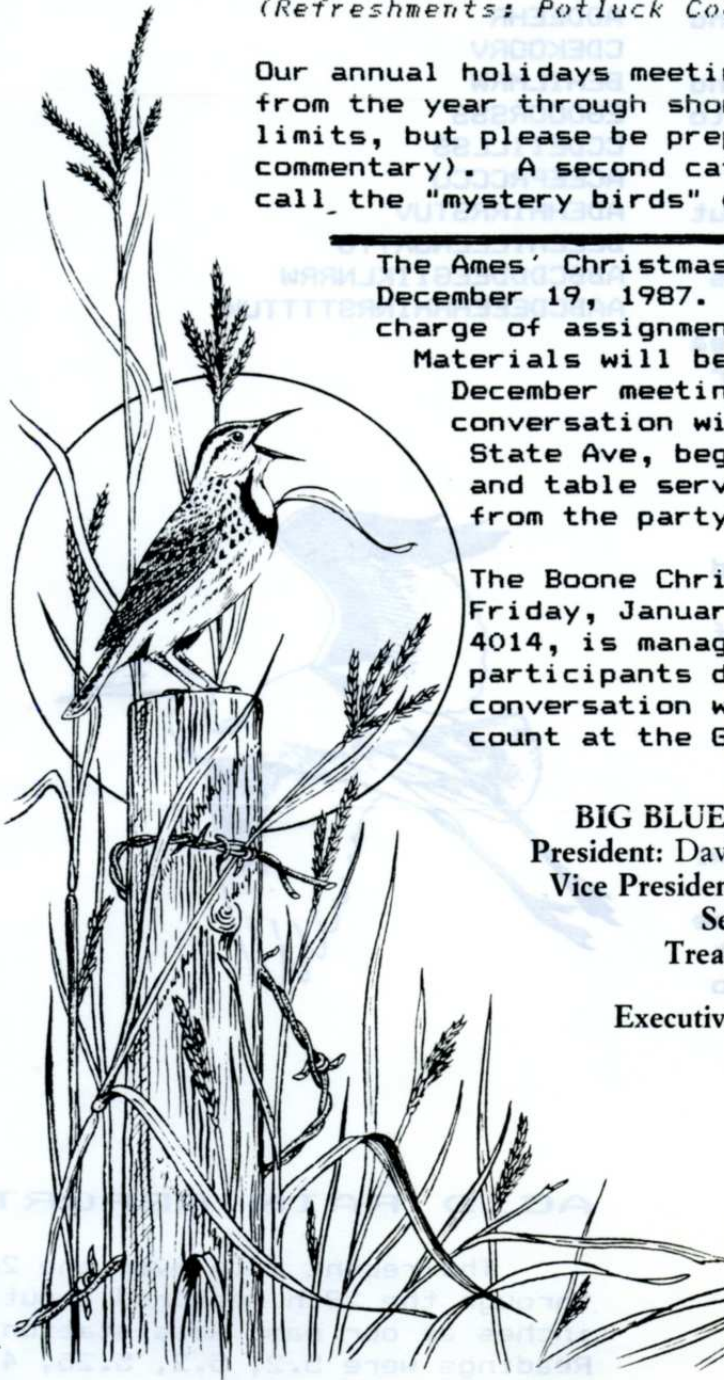 (Refreshments: Potluck Coo
Our annual holidays meetin
from the year through sho
limits, but please be prep
commentary). A second cat
call the "mystery birds" o
The Ames' Christmas
December 19, 1987.
charge of assignmen
Materials will be
December meetin
conversation wi
State Ave, beg
and table serv
from the party
The Boone Chri
Friday, Januar
4014, is manag
participants d
conversation w
count at the G
BIG BLUE
President: Dav
Vice Presiden
Se
Trea
Executiv